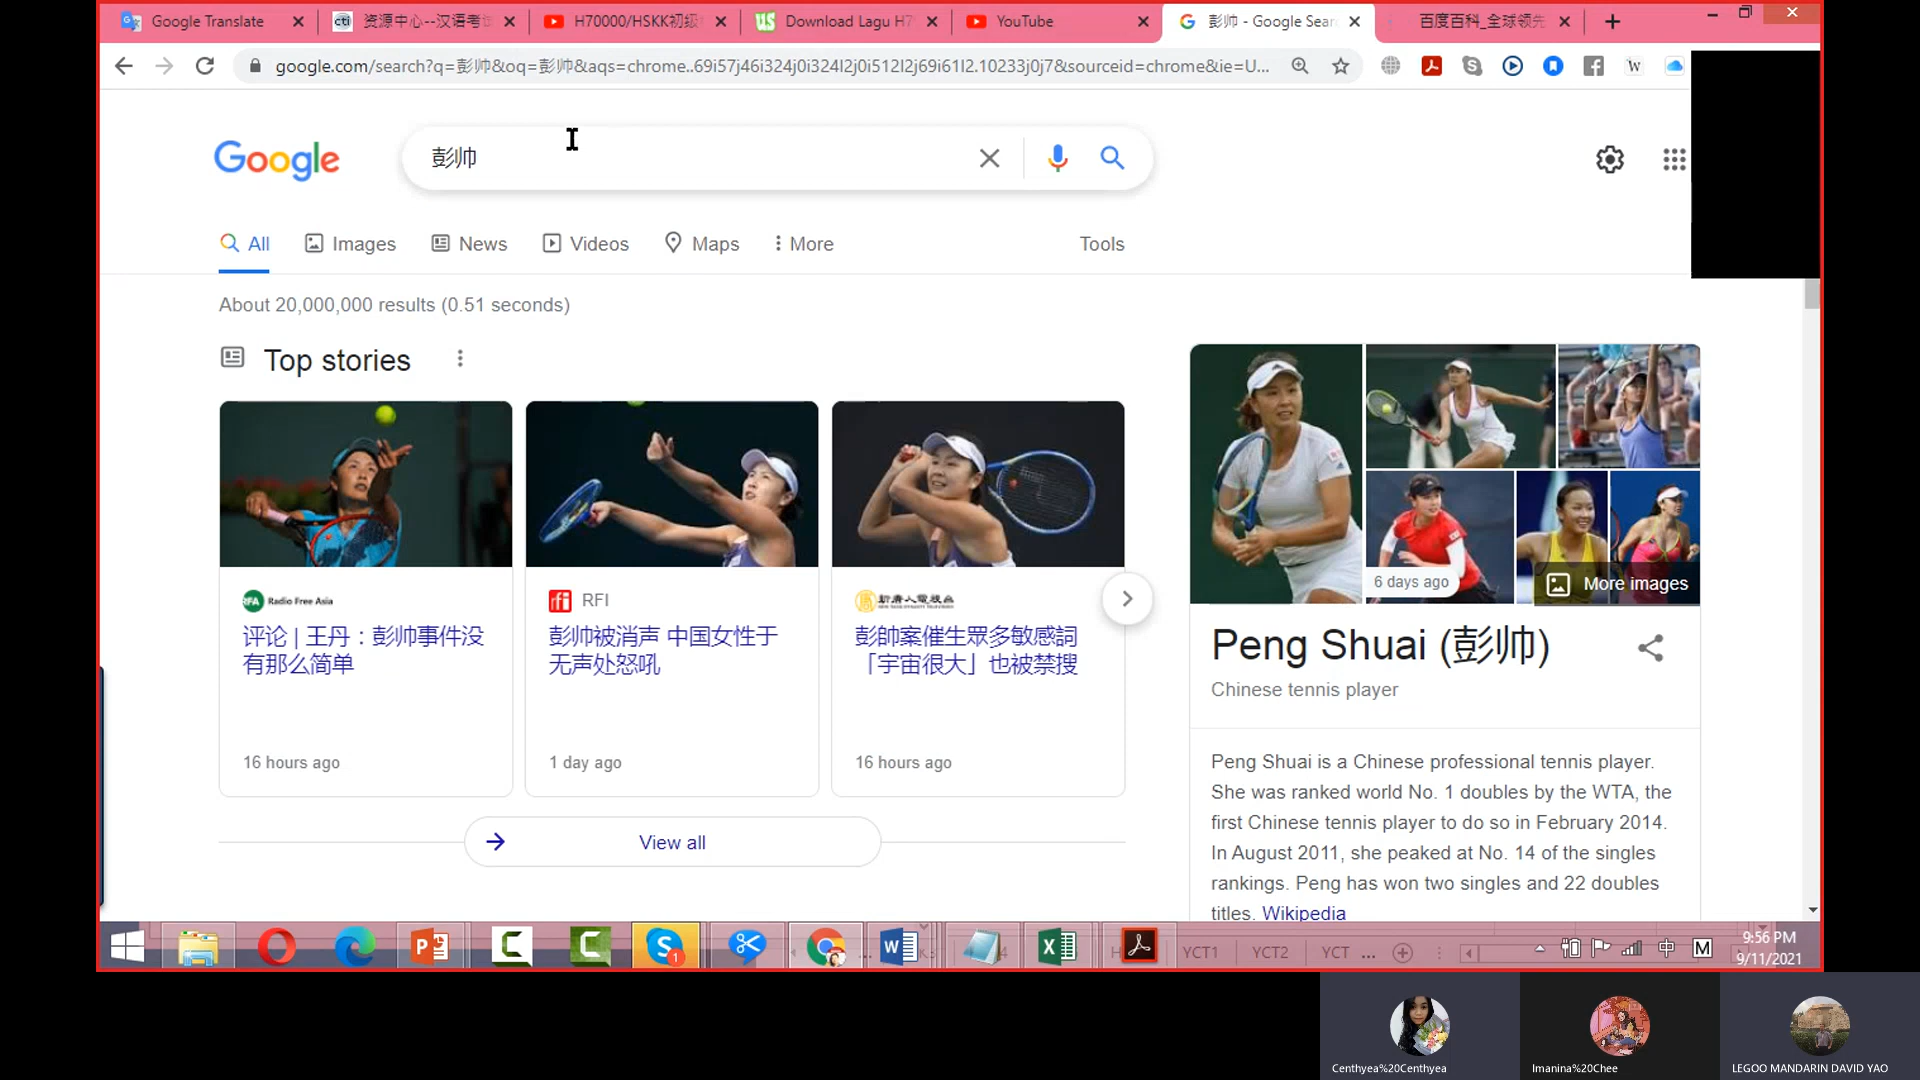 Google Translate
资源中心--汉语考试
H70000/HSKK初级
Download Lagu H7
YouTube
彭帅 - Google Sear
百度百科_全球领先
google.com/search?q=彭帅&oq=彭帅&aqs=chrome..69i57j46i324j0i324l2j0i512l2j69i61l2.10233j0j7&sourceid=chrome&ie=U...
Google
彭帅
All
Images
News
Videos
Maps
More
Tools
About 20,000,000 results (0.51 seconds)
Top stories
RFA Radio Free Asia
评论 | 王丹：彭帅事件没
有那么简单
16 hours ago
rfi RFI
彭帅被消声 中国女性于
无声处怒吼
1 day ago
新唐人電視台
彭帥案催生眾多敏感詞
「宇宙很大」也被禁搜
16 hours ago
View all
6 days ago
More images
Peng Shuai (彭帅)
Chinese tennis player
Peng Shuai is a Chinese professional tennis player.
She was ranked world No. 1 doubles by the WTA, the
first Chinese tennis player to do so in February 2014.
In August 2011, she peaked at No. 14 of the singles
rankings. Peng has won two singles and 22 doubles
titles. Wikipedia
YCT1
YCT2
YCT ...
中
M
9:56 PM
9/11/2021
Centhyea%20Centhyea
Imanina%20Chee
LEGOO MANDARIN DAVID YAO